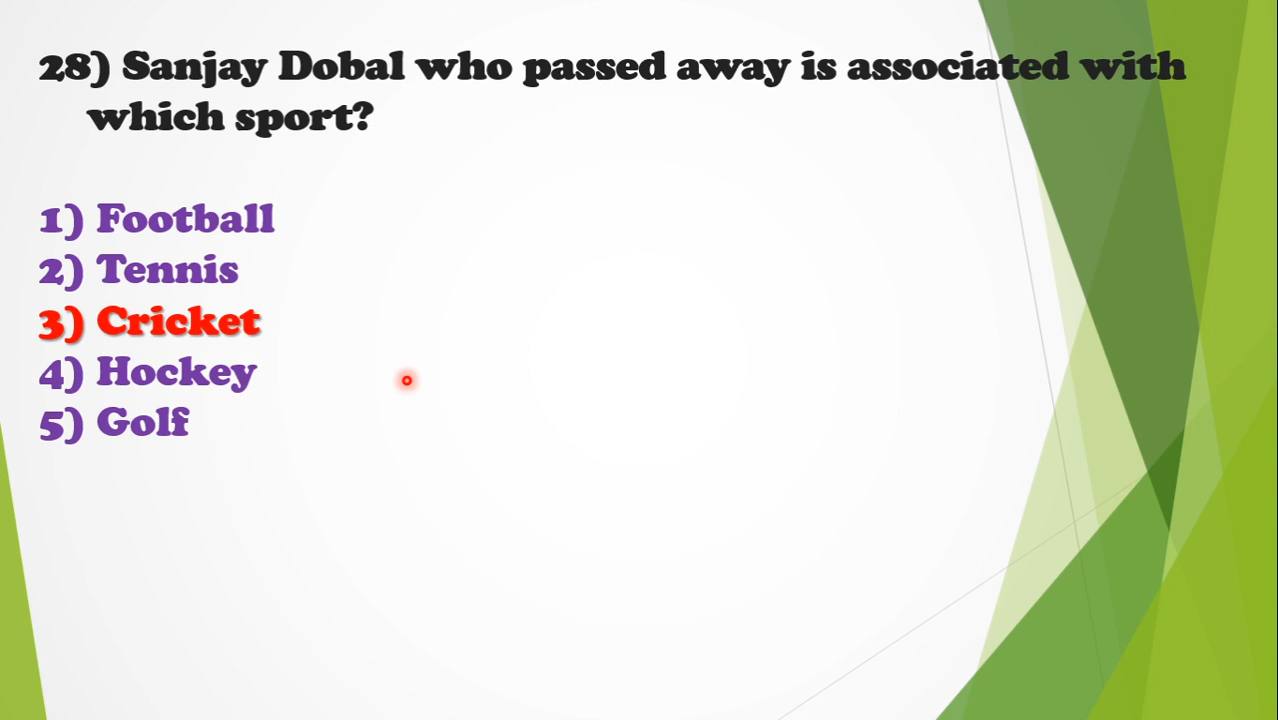 28) Sanjay Dobal who passed away is associated with
which sport?
1) Football
2) Tennis
3) Cricket
4) Hockey
5) Golf